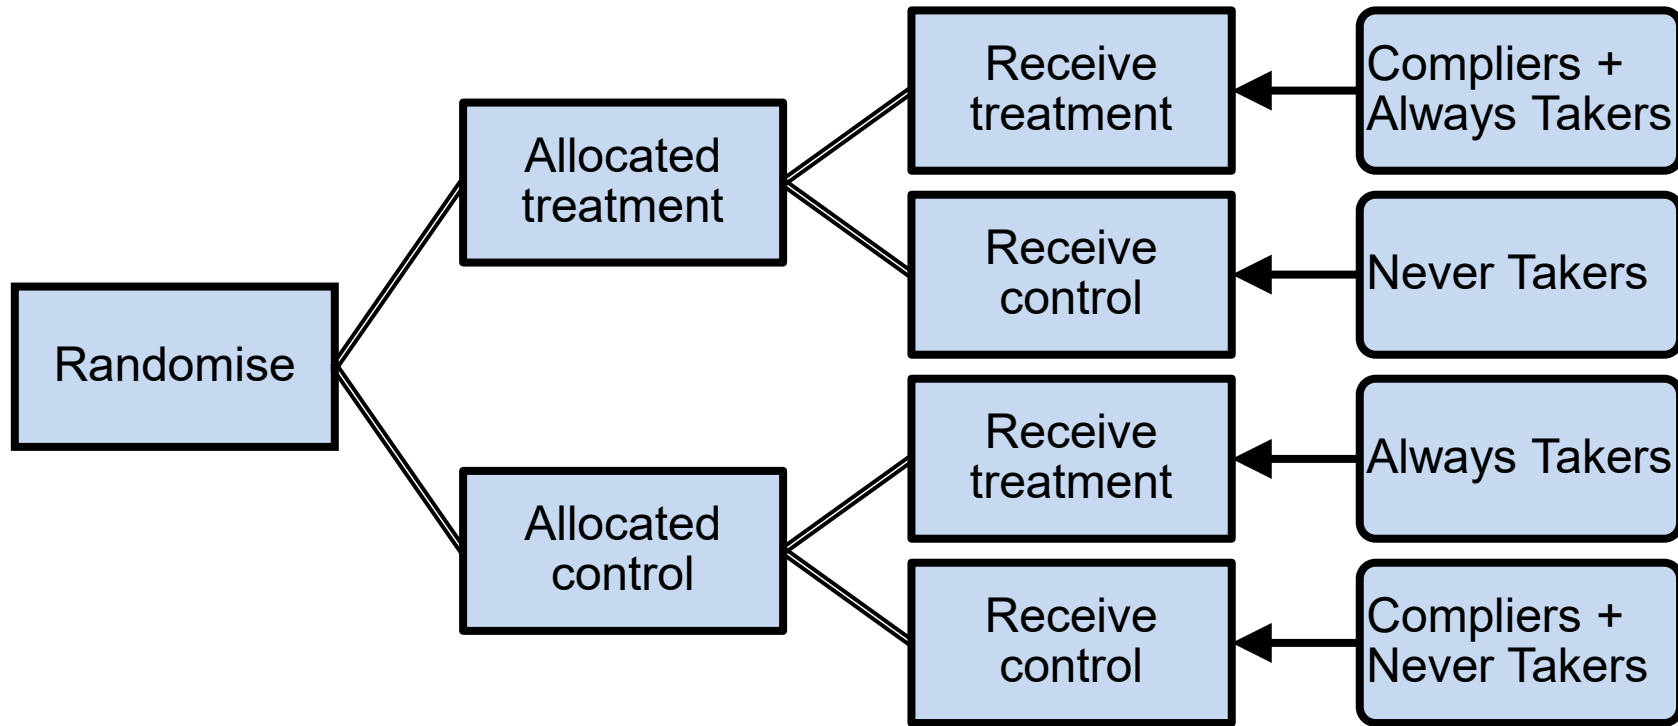 Randomise
Allocated
treatment
Allocated
control
Receive
treatment
Receive
control
Receive
treatment
Receive
control
Compliers +
Always Takers
Never Takers
Always Takers
Compliers +
Never Takers